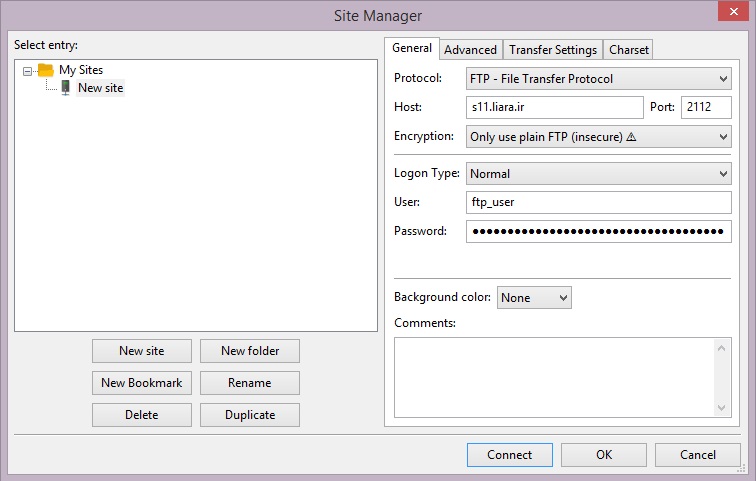 Site Manager
Select entry:
My Sites
New site
New site
New folder
New Bookmark
Rename
Delete
Duplicate
General
Advanced
Transfer Settings
Charset
Protocol:
FTP - File Transfer Protocol
Host:
s11.liara.ir
Port:
2112
Encryption:
Only use plain FTP (insecure) ⚠
Logon Type:
Normal
User:
ftp_user
Password:
●●●●●●●●●●●●●●●●●●●●●●●●●●●●●●●●●●●●
Background color:
None
Comments:
Connect
OK
Cancel